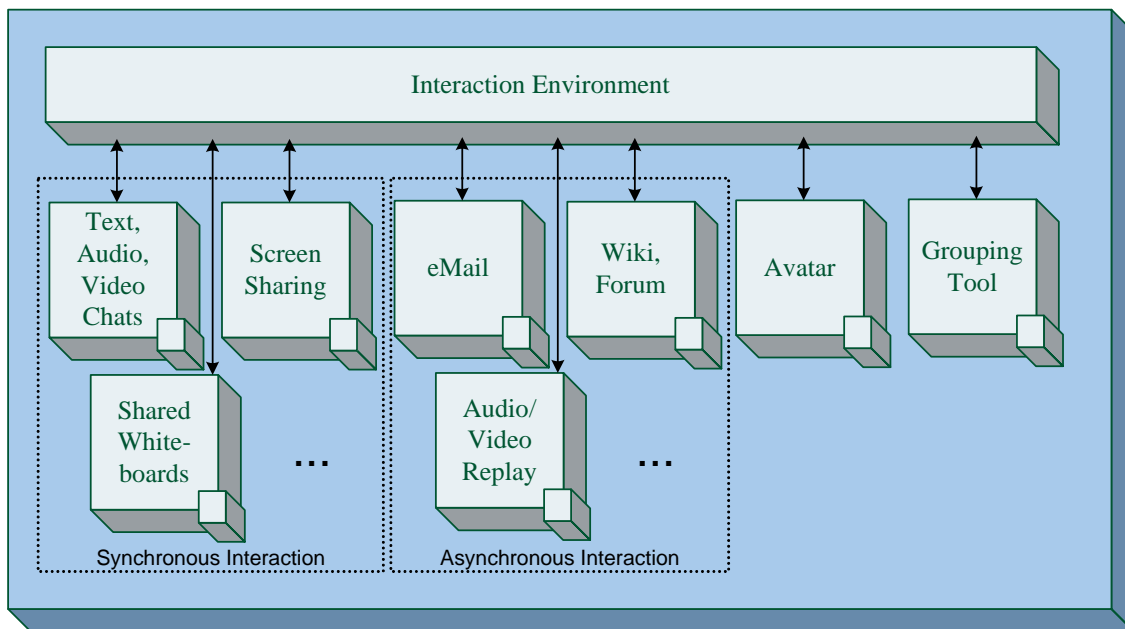 Interaction Environment
Text,
Audio,
Video
Chats
Screen
Sharing
Shared
White-
boards
...
Synchronous Interaction
eMail
Wiki,
Forum
Audio/
Video
Replay
...
Asynchronous Interaction
Avatar
Grouping
Tool